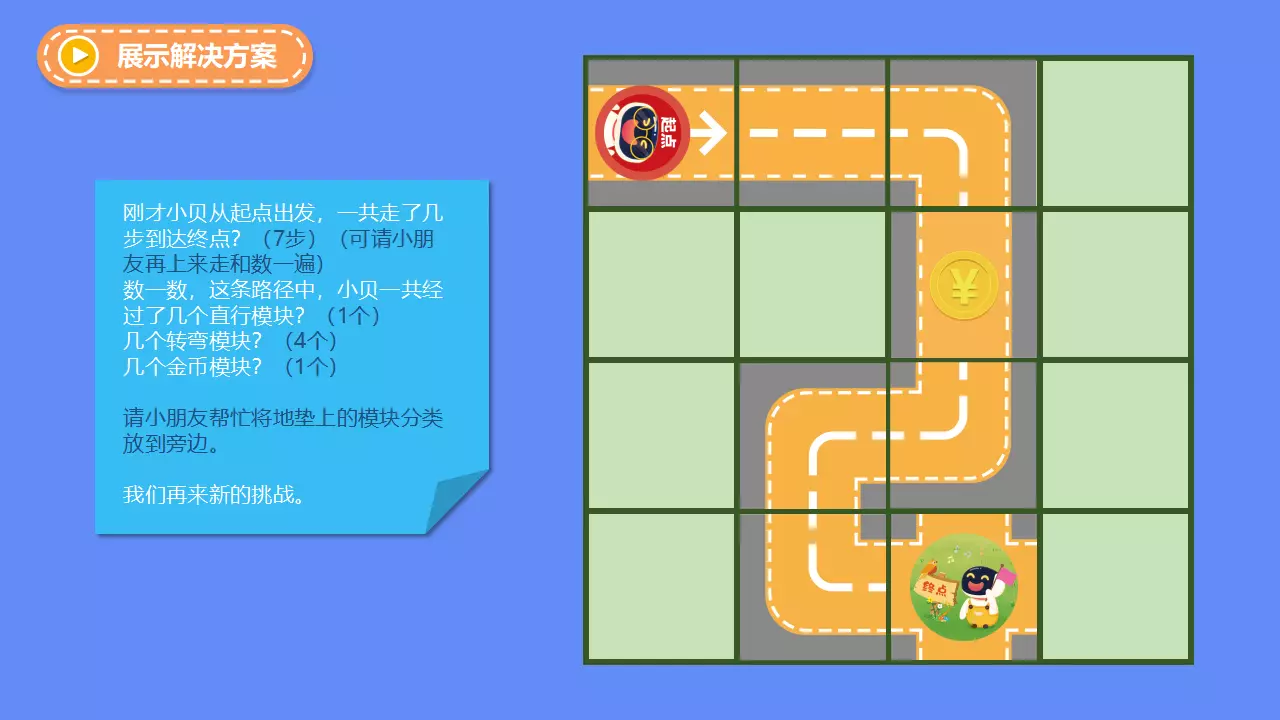 展示解决方案
刚才小贝从起点出发，一共走了几
步到达终点？（7步）（可请小朋
友再上来走和数一遍）
数一数，这条路径中，小贝一共经
过了几个直行模块？（1个）
几个转弯模块？（4个）
几个金币模块？（1个）
请小朋友帮忙将地垫上的模块分类
放到旁边。
我们再来新的挑战。
起点
¥
终点